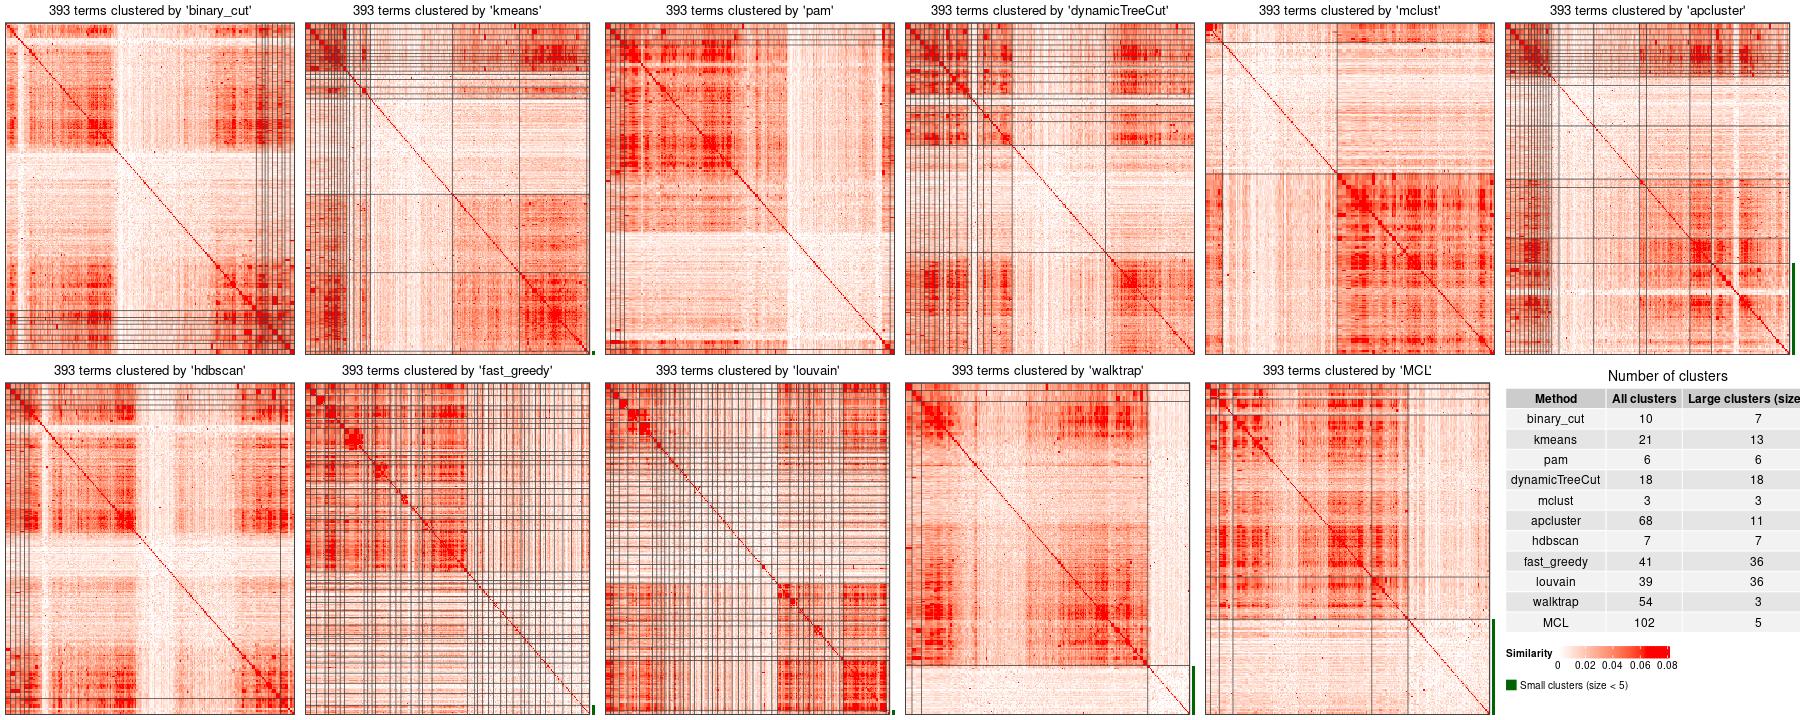 393 terms clustered by 'binary_cut'
393 terms clustered by 'kmeans'
393 terms clustered by 'pam'
393 terms clustered by 'dynamicTreeCut'
393 terms clustered by 'mclust'
393 terms clustered by 'apcluster'
393 terms clustered by 'hdbscan'
393 terms clustered by 'fast_greedy'
393 terms clustered by 'louvain'
393 terms clustered by 'walktrap'
393 terms clustered by 'MCL'
Number of clusters
Method All clusters Large clusters (size
binary_cut 10 7
kmeans 21 13
pam 6 6
dynamicTreeCut 18 18
mclust 3 3
apcluster 68 11
hdbscan 7 7
fast_greedy 41 36
louvain 39 36
walktrap 54 3
MCL 102 5
Similarity
0 0.02 0.04 0.06 0.08
Small clusters (size < 5)